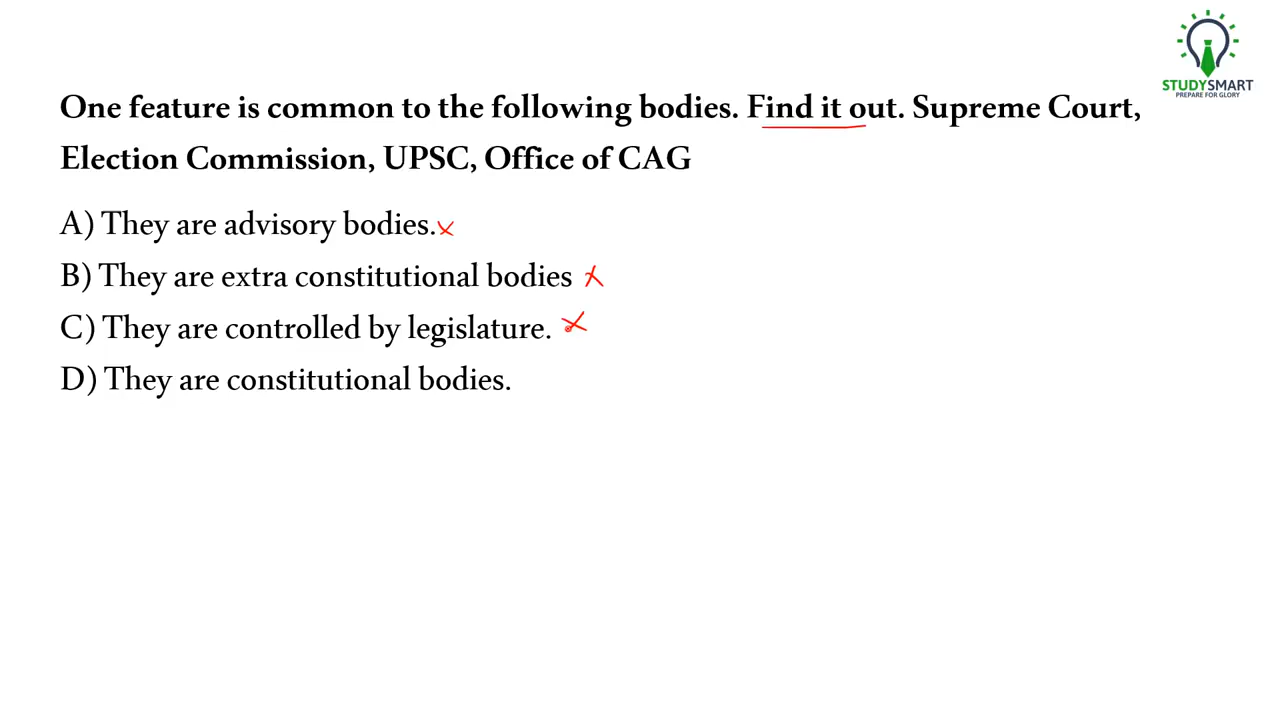 STUDYSMART
PREPARE FOR GLORY
One feature is common to the following bodies. Find it out. Supreme Court,
Election Commission, UPSC, Office of CAG
A) They are advisory bodies.
B) They are extra constitutional bodies
C) They are controlled by legislature.
D) They are constitutional bodies.